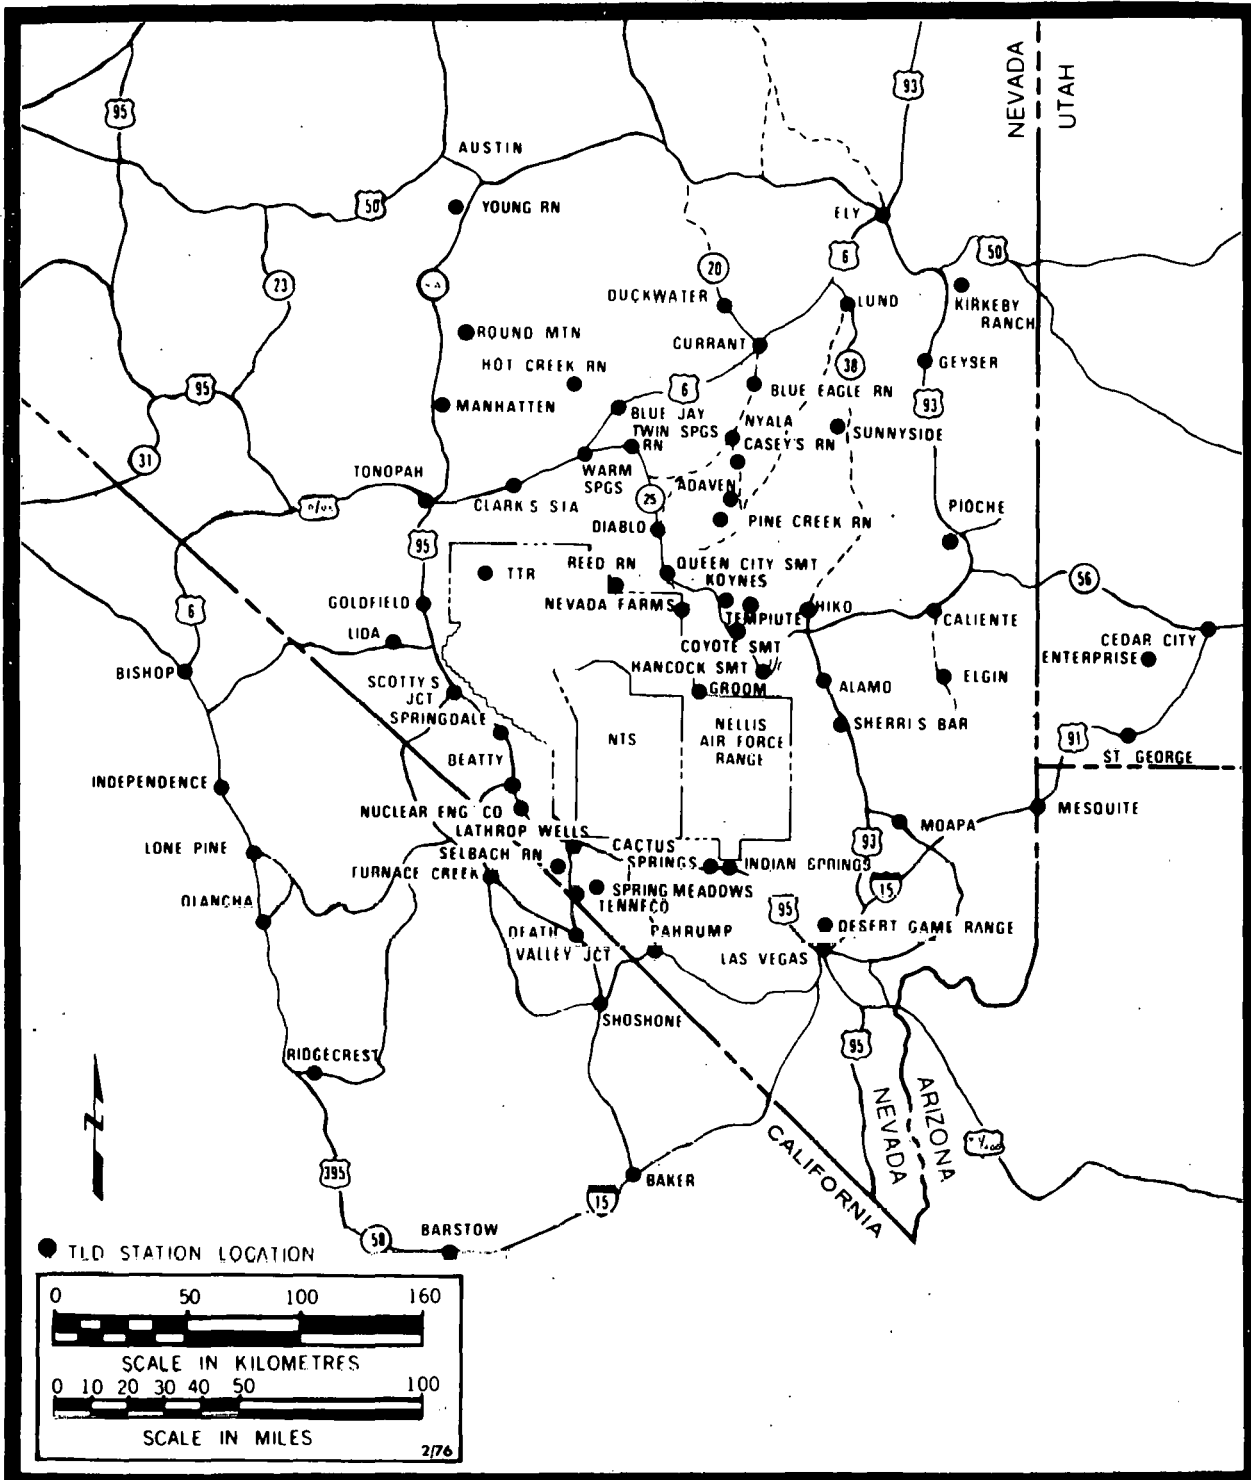 NEVADA
UTAH
93
95
AUSTIN
50
YOUNG RN
ELY
6
50
20
23
DUCKWATER
LUND
KIRKEBY
RANCH
ROUND MTN
CURRANT
HOT CREEK RN
38
GEYSER
95
6
BLUE EAGLE RN
93
MANHATTEN
BLUE JAY
TWIN SPGS
RN
NYALA
CASEY'S RN
SUNNYSIDE
31
TONOPAH
WARM
SPGS
ADAVEN
25
CLARK S STA
PIOCHE
DIABLO
PINE CREEK RN
95
TTR
REED RN
QUEEN CITY SMT
KOYNES
56
GOLDFIELD
NEVADA FARMS
TEMPIUTE
HIKO
CALIENTE
6
LIDA
COYOTE SMT
CEDAR CITY
ENTERPRISE
BISHOP
HANCOCK SMT
SCOTTY S
JCT
GROOM
ALAMO
ELGIN
SPRINGDALE
NTS
NELLIS
AIR FORCE
RANGE
SHERRI S BAR
91
BEATTY
ST GEORGE
INDEPENDENCE
NUCLEAR ENG CO
MESQUITE
LATHROP WELLS
MOAPA
LONE PINE
SELBACH RN
CACTUS
SPRINGS
INDIAN SPRINGS
93
FURNACE CREEK
15
SPRING MEADOWS
OLANCHA
TENNECO
95
DESERT GAME RANGE
DEATH
VALLEY JCT
PAHRUMP
LAS VEGAS
SHOSHONE
95
RIDGECREST
NEVADA
ARIZONA
CALIFORNIA
395
BAKER
15
58
BARSTOW
TLD STATION LOCATION
N
0 50 100 160
SCALE IN KILOMETRES
0 10 20 30 40 50 100
SCALE IN MILES
2/76